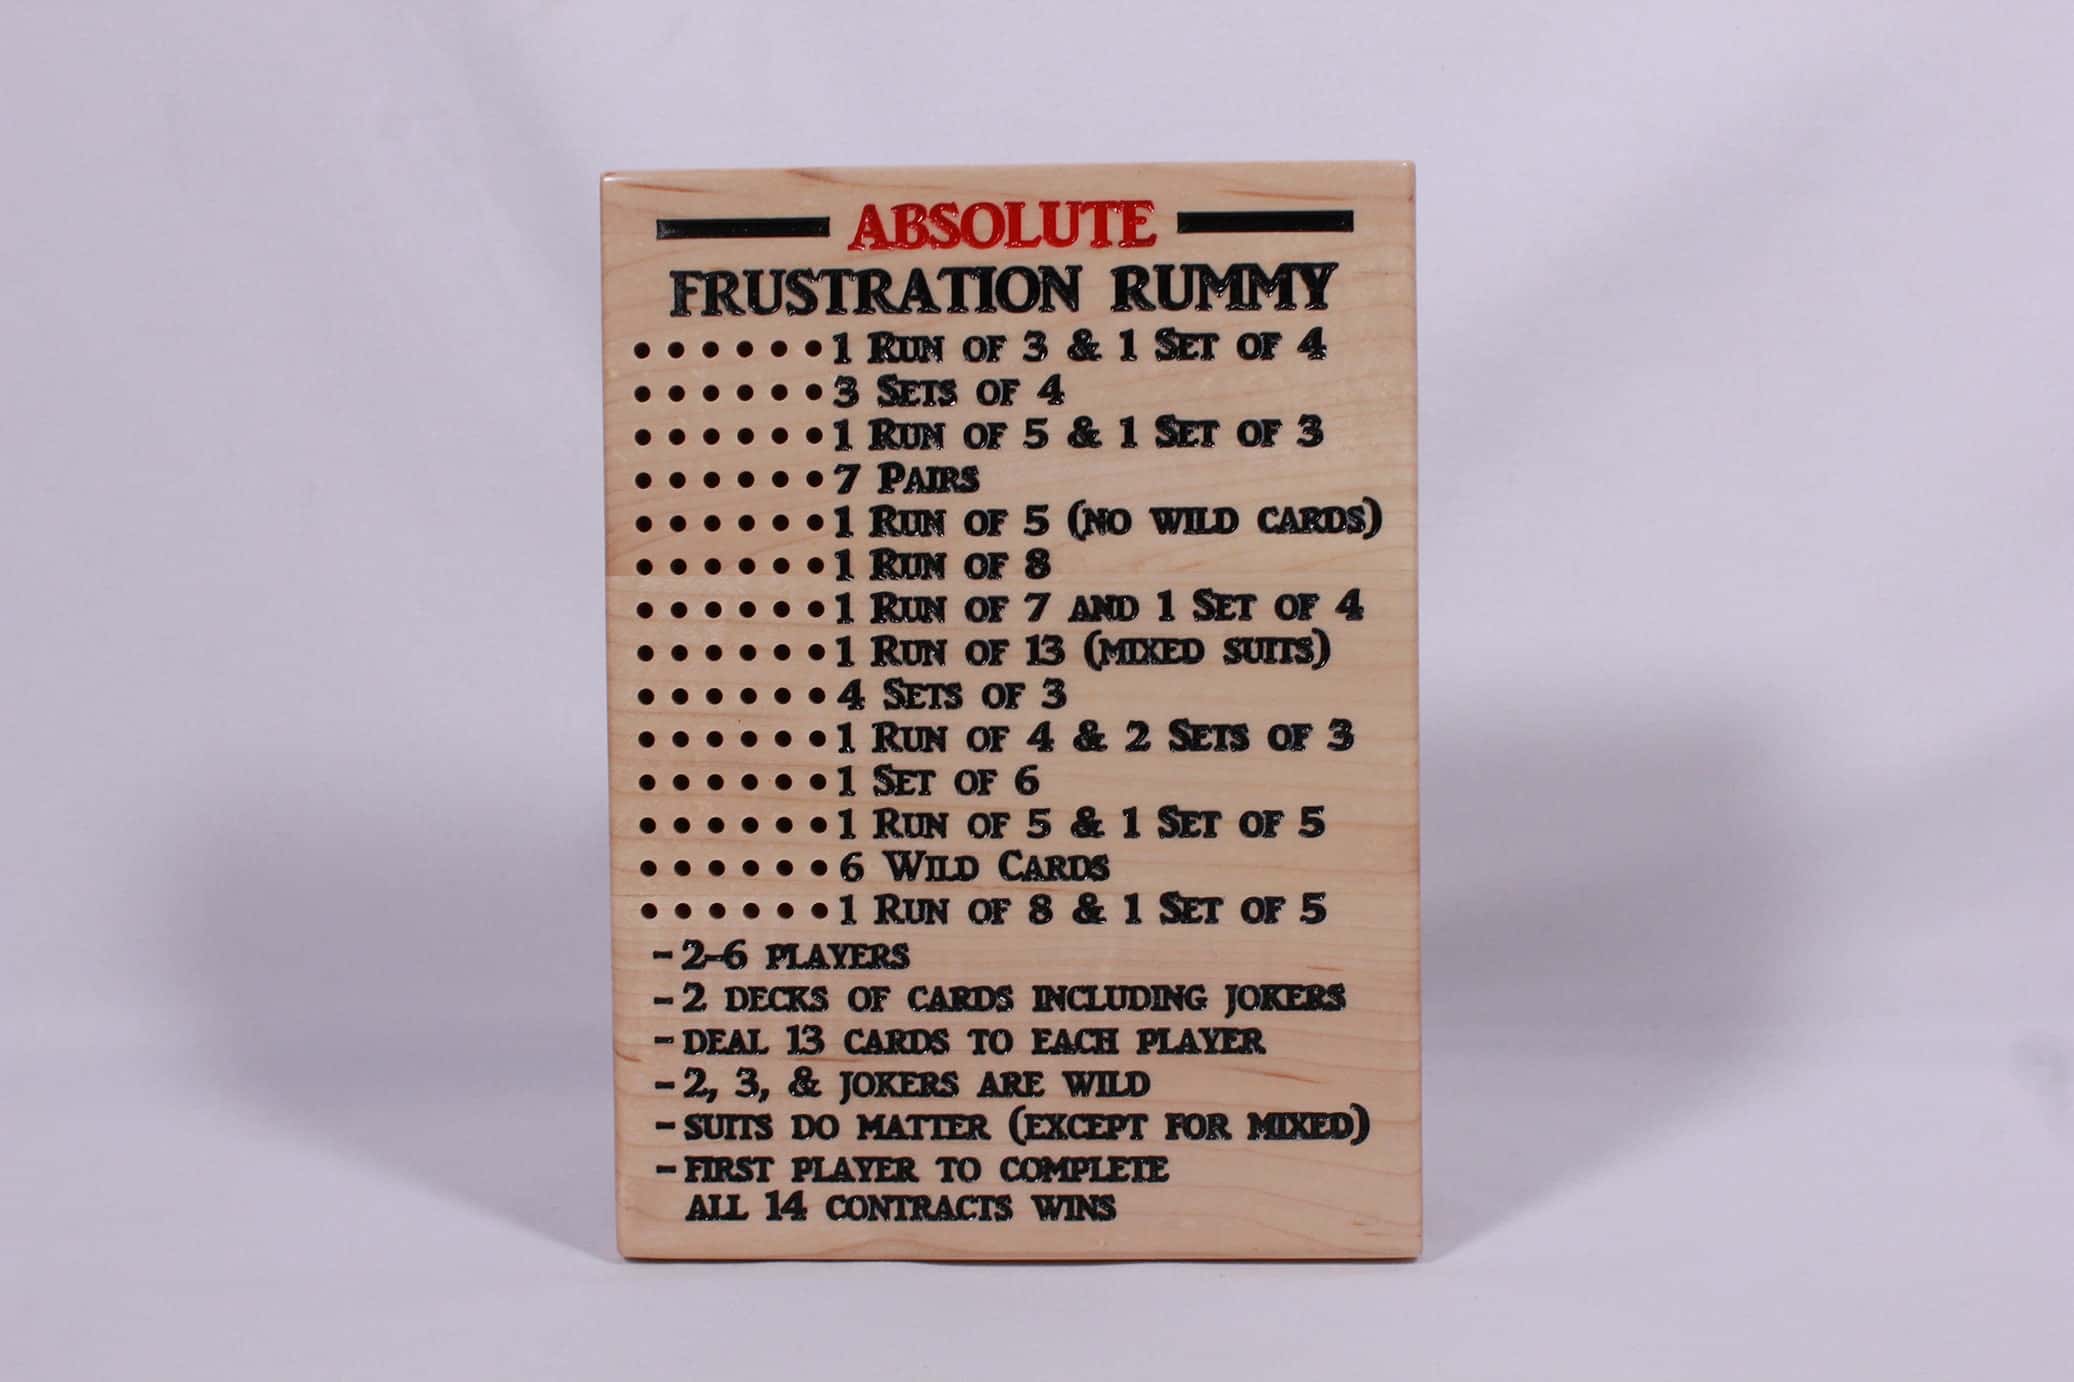 ABSOLUTE
FRUSTRATION RUMMY
1 RUN OF 3 & 1 SET OF 4
3 SETS OF 4
1 RUN OF 5 & 1 SET OF 3
7 PAIRS
1 RUN OF 5 (NO WILD CARDS)
1 RUN OF 8
1 RUN OF 7 AND 1 SET OF 4
1 RUN OF 13 (MIXED SUITS)
4 SETS OF 3
1 RUN OF 4 & 2 SETS OF 3
1 SET OF 6
1 RUN OF 5 & 1 SET OF 5
6 WILD CARDS
1 RUN OF 8 & 1 SET OF 5
- 2-6 PLAYERS
- 2 DECKS OF CARDS INCLUDING JOKERS
- DEAL 13 CARDS TO EACH PLAYER
- 2, 3, & JOKERS ARE WILD
- SUITS DO MATTER (EXCEPT FOR MIXED)
- FIRST PLAYER TO COMPLETE
ALL 14 CONTRACTS WINS